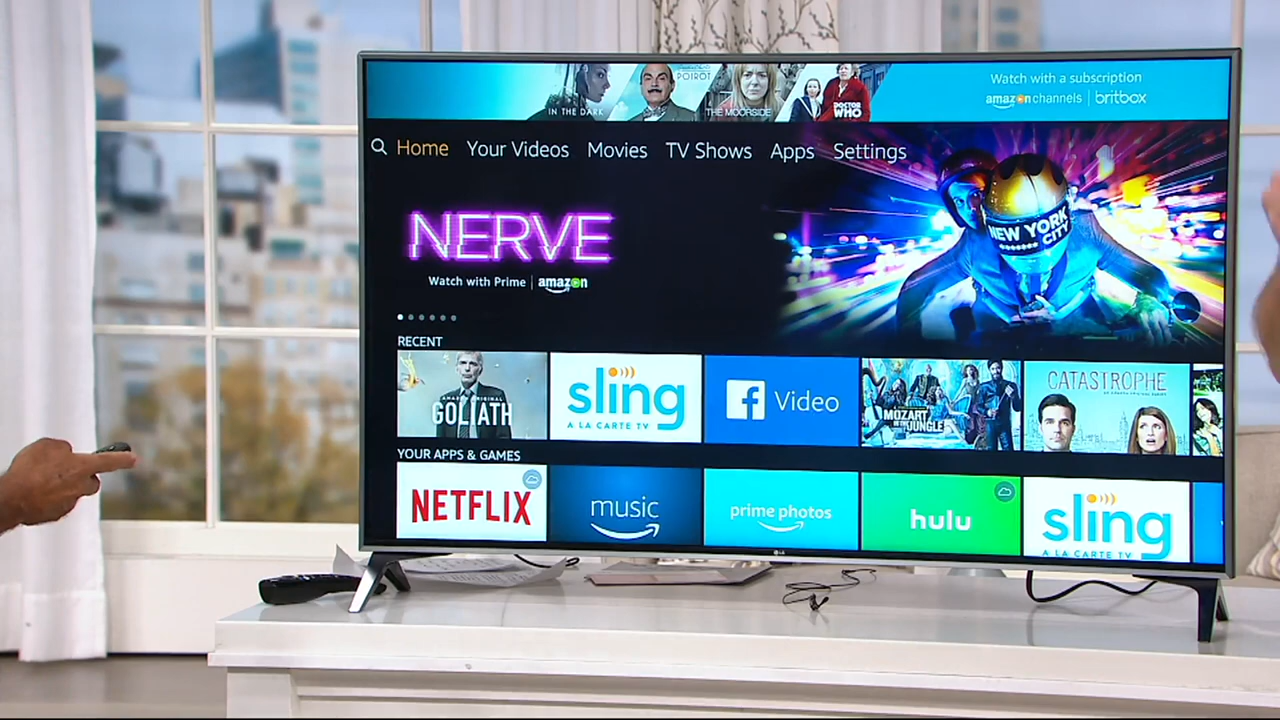 POIROT
IN THE DARK
THE MOORSIDE
DOCTOR
WHO
Watch with a subscription
amazon channels | britbox
Home Your Videos Movies TV Shows Apps Settings
NERVE
Watch with Prime | amazon
NEW YORK
CITY
RECENT
GOLIATH
sling
A LA CARTE TV
f Video
MOZART
IN THE JUNGLE
CATASTROPHE
YOUR APPS & GAMES
NETFLIX
music
prime photos
hulu
sling
A LA CARTE TV
LG